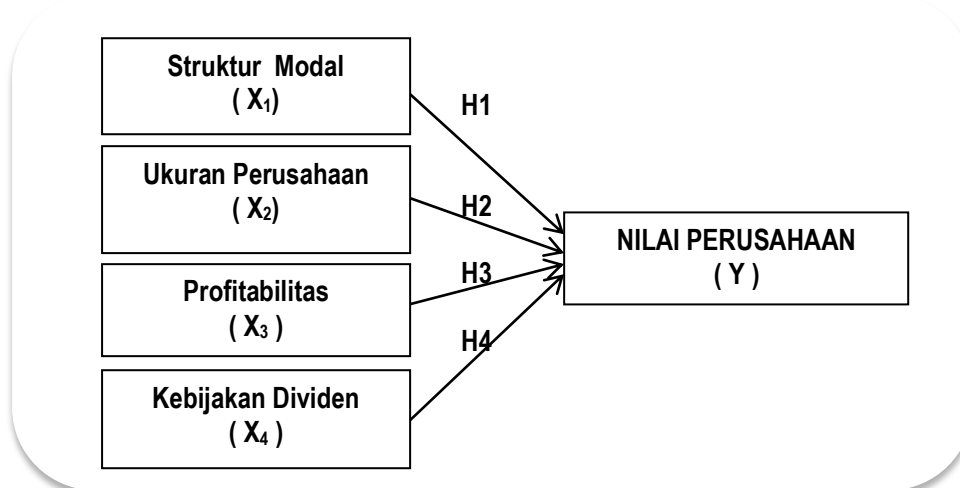 Struktur  Modal
( X₁)
H1
Ukuran Perusahaan
( X₂)
H2
NILAI PERUSAHAAN
( Y )
Profitabilitas
( X₃ )
H3
H4
Kebijakan Dividen
( X₄ )